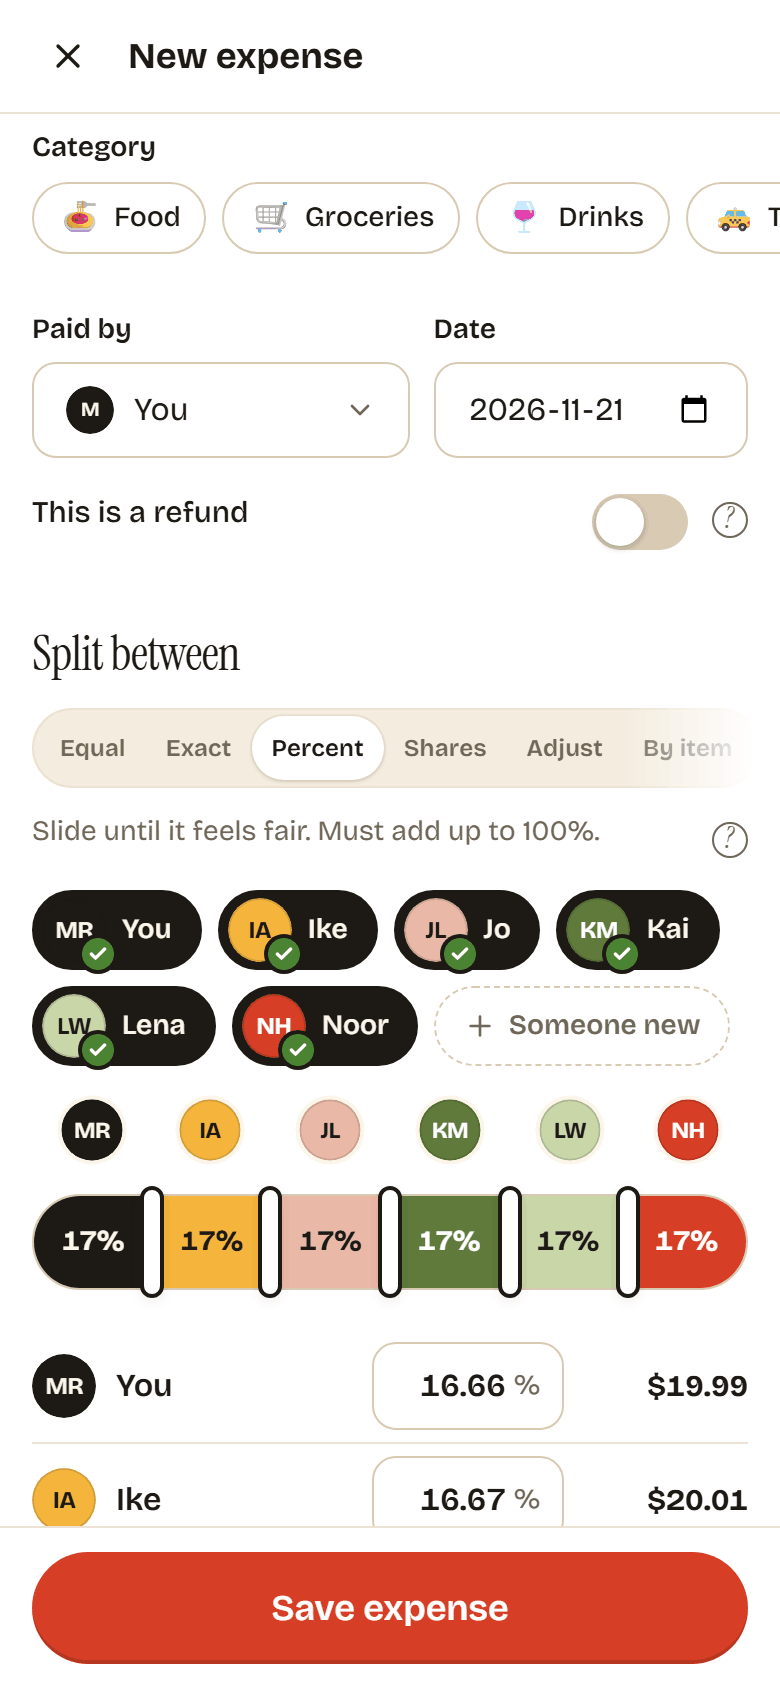 New expense
Category
Food
Groceries
Drinks
T
Paid by
Date
M
You
2026-11-21
This is a refund
?
Split between
Equal
Exact
Percent
Shares
Adjust
By item
Slide until it feels fair. Must add up to 100%.
?
MR
You
IA
Ike
JL
Jo
KM
Kai
LW
Lena
NH
Noor
+ Someone new
MR
IA
JL
KM
LW
NH
17%
17%
17%
17%
17%
17%
MR
You
16.66 %
$19.99
IA
Ike
16.67 %
$20.01
Save expense